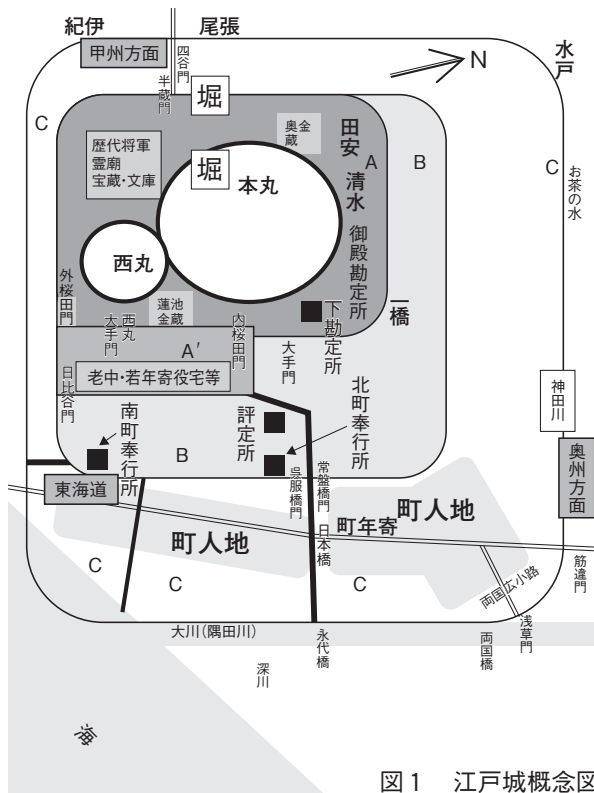 紀伊
尾張
水戸
甲州方面
四谷門
半蔵門
N
C
堀
奥金
蔵
歴代将軍
霊廟
宝蔵・文庫
堀
本丸
田安
清水
A
B
C
お茶の水
御殿勘定所
西丸
外桜田門
蓮池
金蔵
西丸
大手門
内桜田門
下勘定所
一橋
大手門
A′
老中・若年寄役宅等
日比谷門
南町奉行所
評定所
北町奉行所
神田川
B
呉服橋門
常盤橋門
東海道
奥州方面
町人地
町人地
町年寄
日本橋
筋違門
C
C
C
両国広小路
大川(隅田川)
永代橋
深川
両国橋
浅草門
海
図1 江戸城概念図